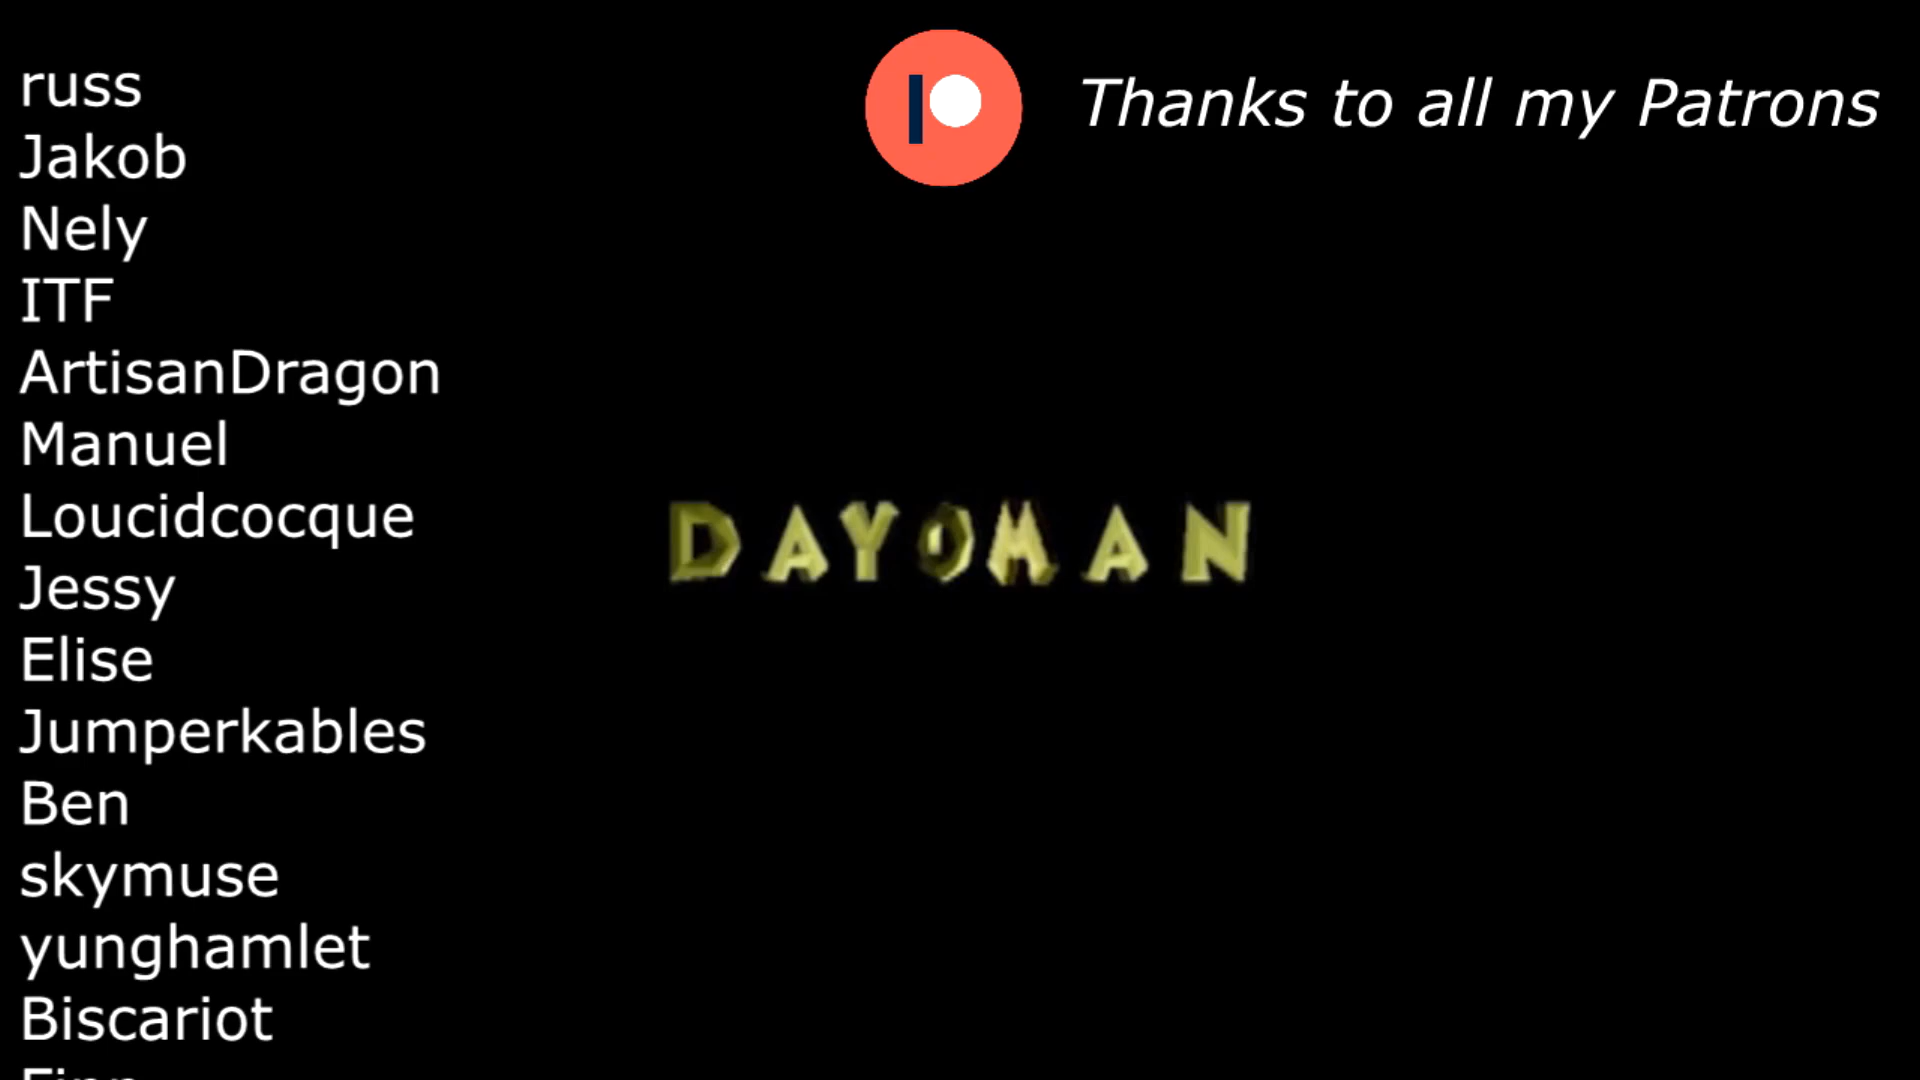 Thanks to all my Patrons
russ
Jakob
Nely
ITF
ArtisanDragon
Manuel
Loucidcocque
Jessy
Elise
Jumperkables
Ben
skymuse
yunghamlet
Biscariot
DAYOMAN